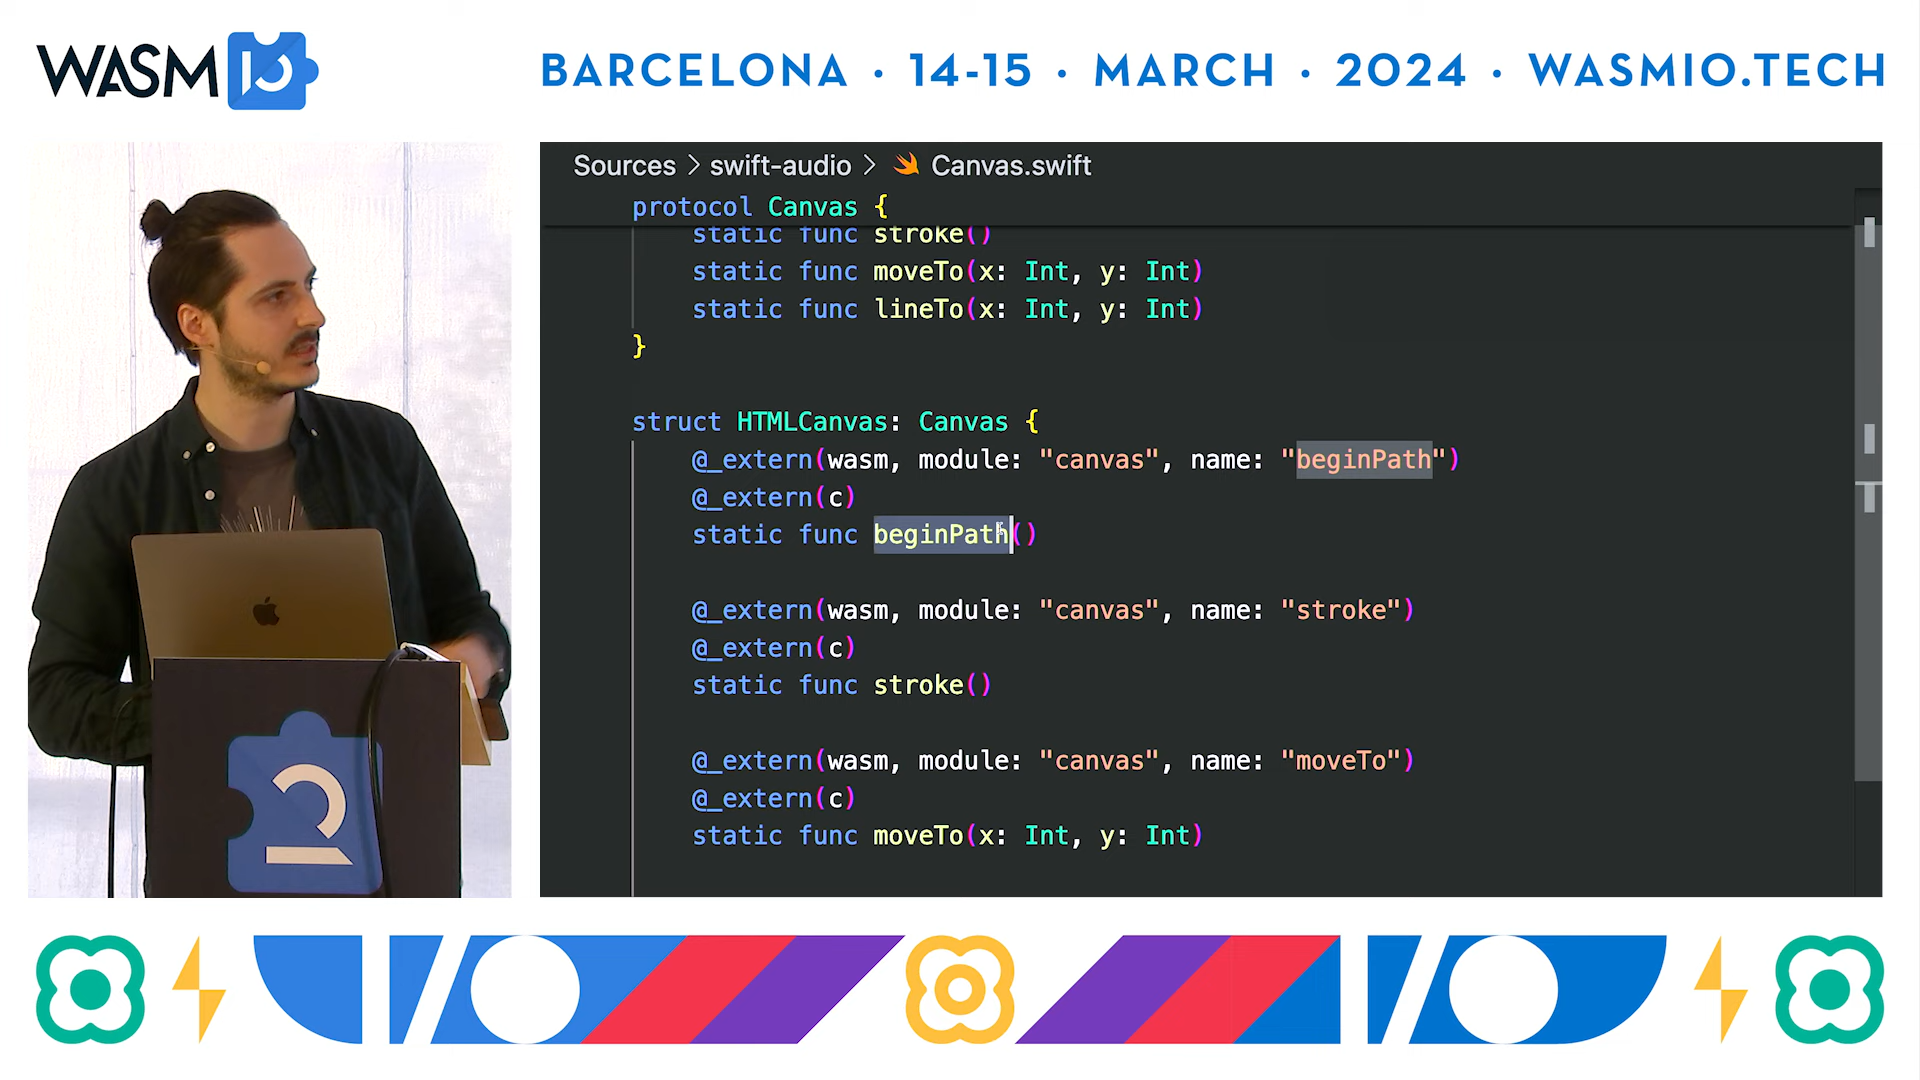 WASM IO
BARCELONA · 14-15 · MARCH · 2024 · WASMIO.TECH
Sources > swift-audio > Canvas.swift
protocol Canvas {
static func stroke()
static func moveTo(x: Int, y: Int)
static func lineTo(x: Int, y: Int)
}
struct HTMLCanvas: Canvas {
@_extern(wasm, module: "canvas", name: "beginPath")
@_extern(c)
static func beginPath()
@_extern(wasm, module: "canvas", name: "stroke")
@_extern(c)
static func stroke()
@_extern(wasm, module: "canvas", name: "moveTo")
@_extern(c)
static func moveTo(x: Int, y: Int)